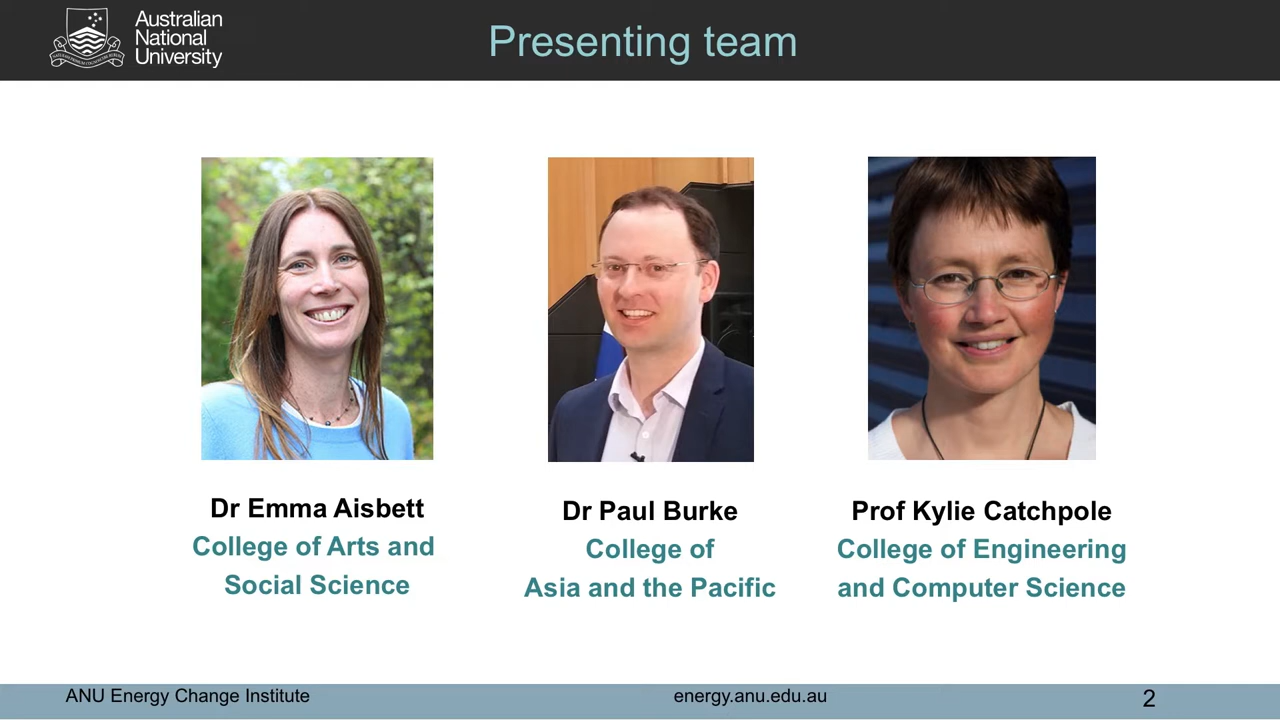 Australian
National
University
Presenting team
Dr Emma Aisbett
College of Arts and
Social Science
Dr Paul Burke
College of
Asia and the Pacific
Prof Kylie Catchpole
College of Engineering
and Computer Science
ANU Energy Change Institute
energy.anu.edu.au
2